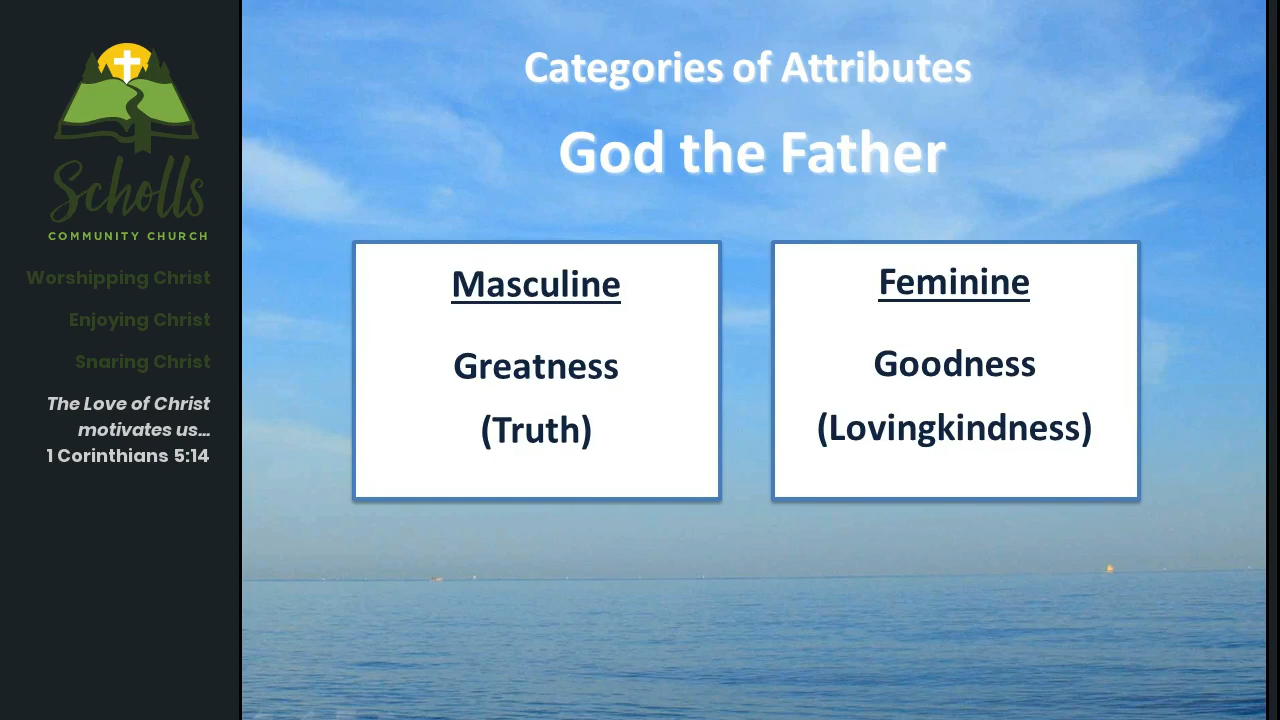 Scholls
COMMUNITY CHURCH
Worshipping Christ
Enjoying Christ
Snaring Christ
The Love of Christ
motivates us...
1 Corinthians 5:14
Categories of Attributes
God the Father
Masculine
Greatness
(Truth)
Feminine
Goodness
(Lovingkindness)